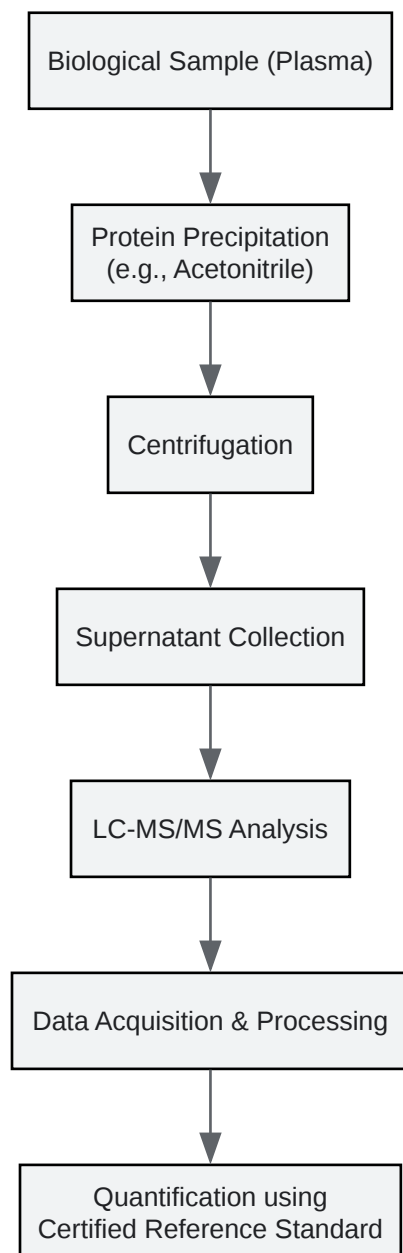 Biological Sample (Plasma)
Protein Precipitation
(e.g., Acetonitrile)
Centrifugation
Supernatant Collection
LC-MS/MS Analysis
Data Acquisition & Processing
Quantification using
Certified Reference Standard